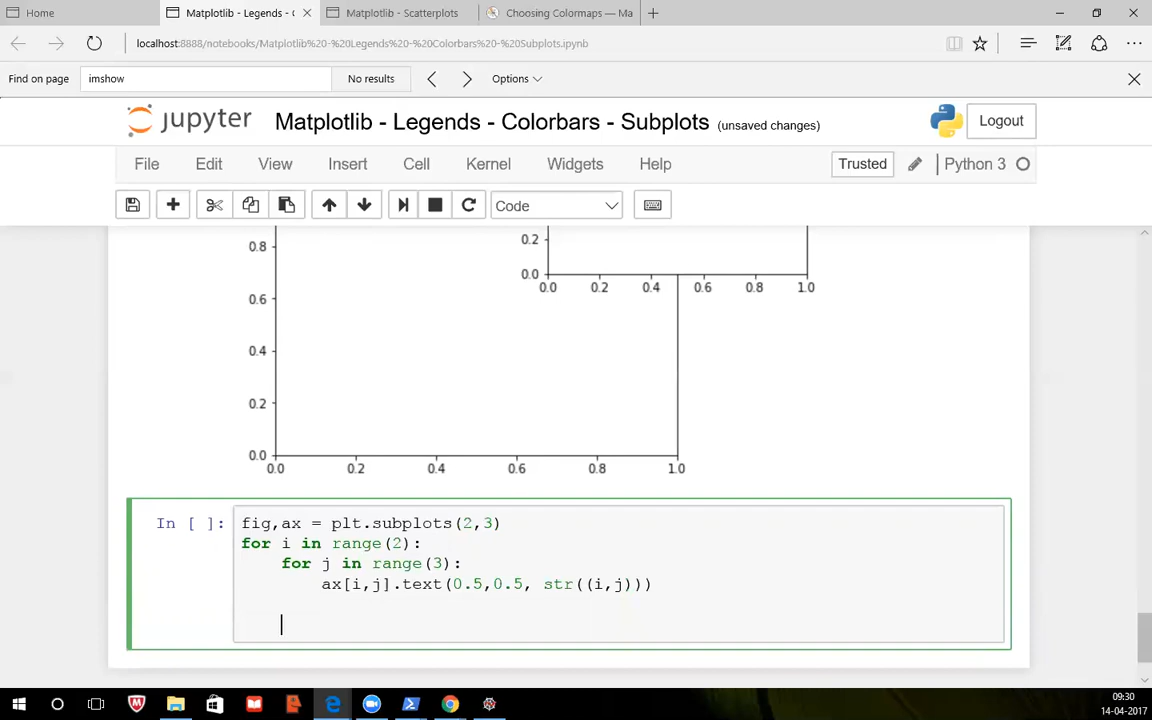 Home
Matplotlib - Legends - C
Matplotlib - Scatterplots
Choosing Colormaps — Ma
localhost:8888/notebooks/Matplotlib%20-%20Legends%20-%20Colorbars%20-%20Subplots.ipynb
Find on page
imshow
No results
Options
jupyter
Matplotlib - Legends - Colorbars - Subplots (unsaved changes)
Logout
File Edit View Insert Cell Kernel Widgets Help
Trusted
Python 3
Code
0.8
0.6
0.4
0.2
0.0
0.0 0.2 0.4 0.6 0.8 1.0
0.2
0.0
0.0 0.2 0.4 0.6 0.8 1.0
In [ ]:
fig,ax = plt.subplots(2,3)
for i in range(2):
    for j in range(3):
        ax[i,j].text(0.5,0.5, str((i,j)))
09:30
14-04-2017